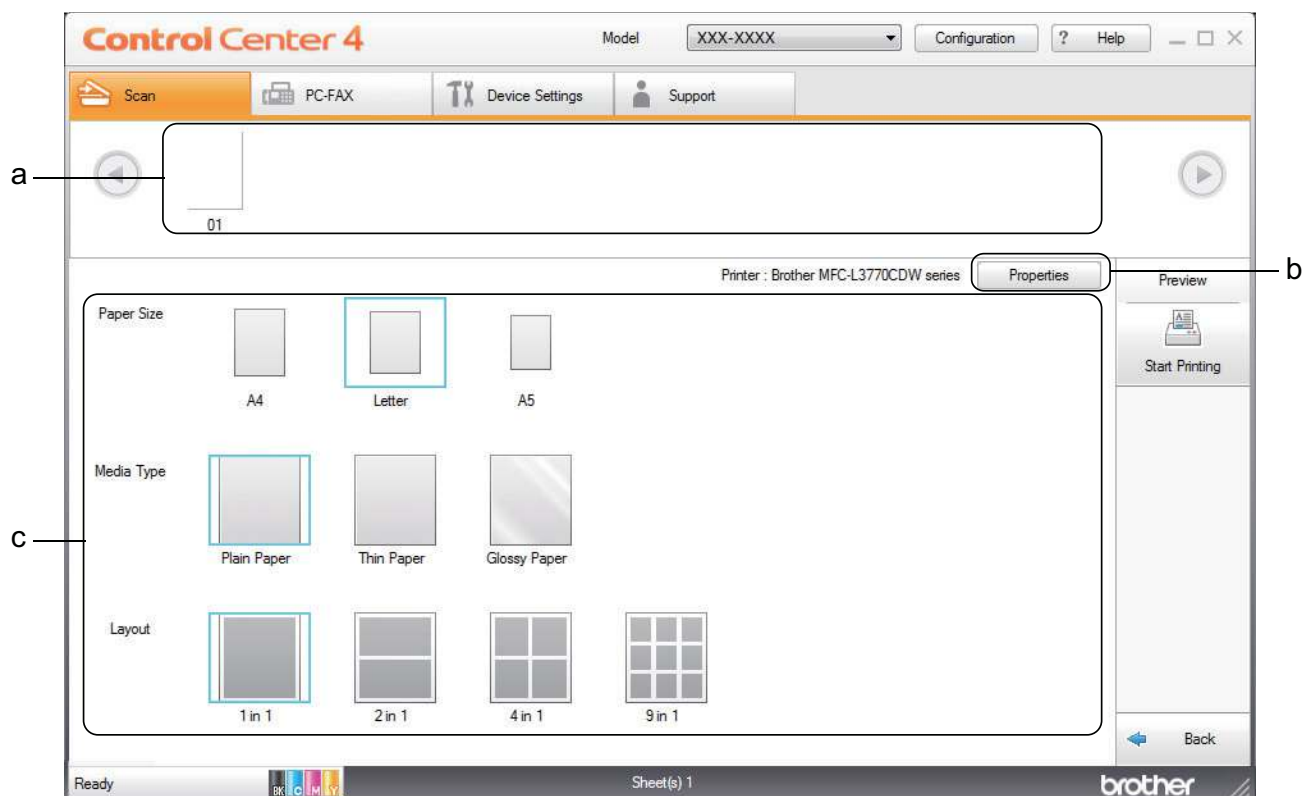 Control Center 4
Model XXX-XXXX Configuration ? Help
Scan PC-FAX Device Settings Support
a
01
Printer : Brother MFC-L3770CDW series Properties
b
Preview
Start Printing
Paper Size
A4 Letter A5
Media Type
c
Plain Paper Thin Paper Glossy Paper
Layout
1 in 1 2 in 1 4 in 1 9 in 1
Back
Ready BK C M Y Sheet(s) 1 brother